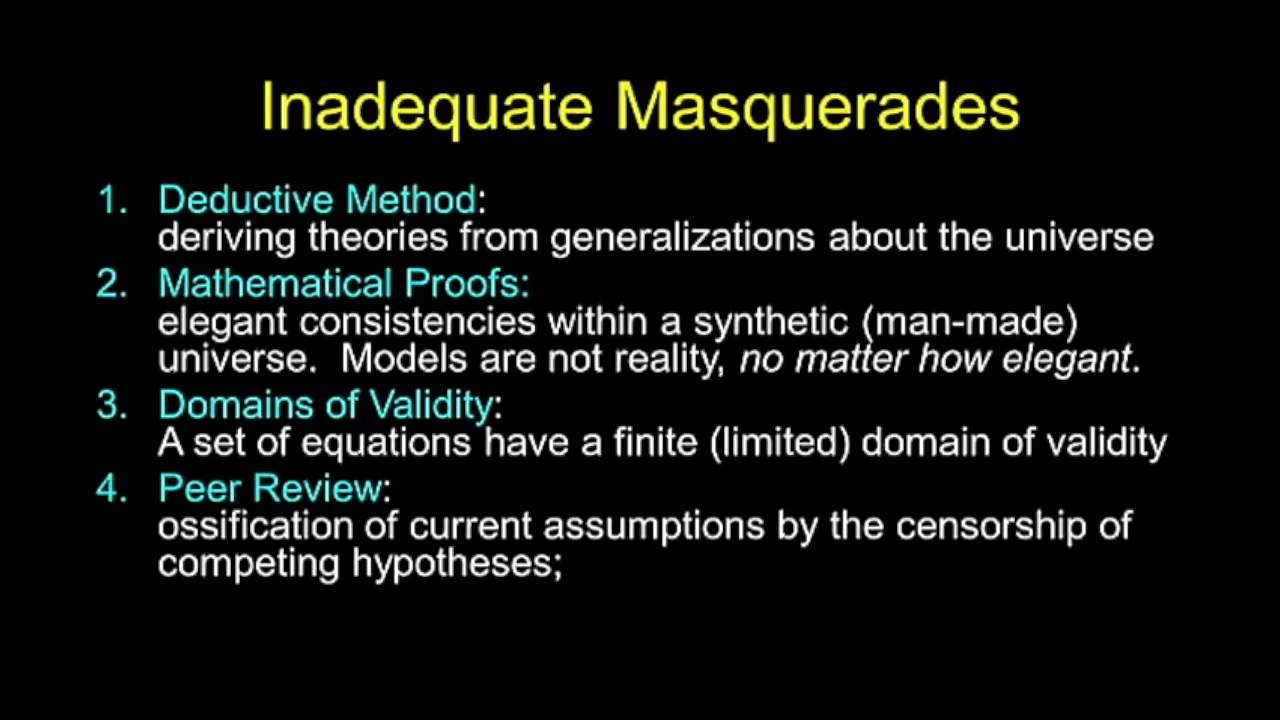 Inadequate Masquerades
1. Deductive Method:
deriving theories from generalizations about the universe
2. Mathematical Proofs:
elegant consistencies within a synthetic (man-made)
universe.  Models are not reality, no matter how elegant.
3. Domains of Validity:
A set of equations have a finite (limited) domain of validity
4. Peer Review:
ossification of current assumptions by the censorship of
competing hypotheses;